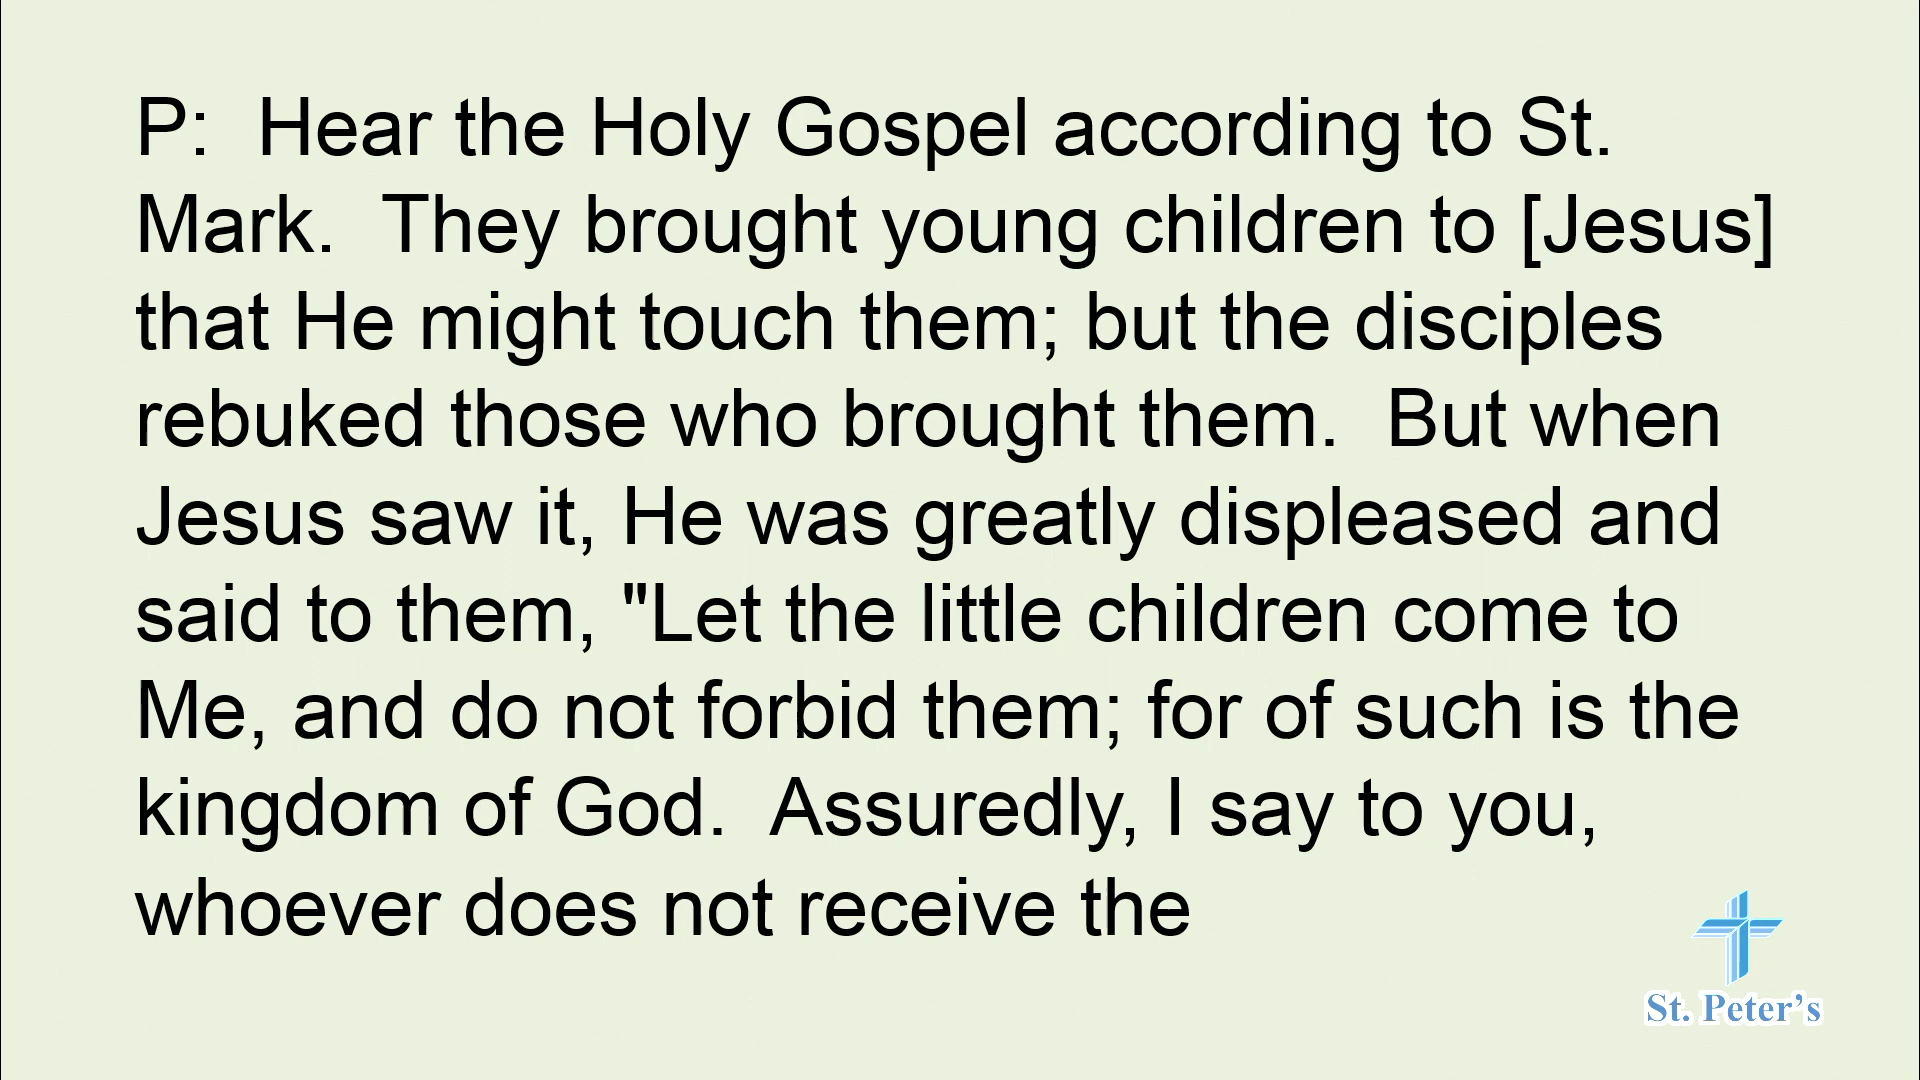 P:  Hear the Holy Gospel according to St.
Mark.  They brought young children to [Jesus]
that He might touch them; but the disciples
rebuked those who brought them.  But when
Jesus saw it, He was greatly displeased and
said to them, "Let the little children come to
Me, and do not forbid them; for of such is the
kingdom of God.  Assuredly, I say to you,
whoever does not receive the
St. Peter’s